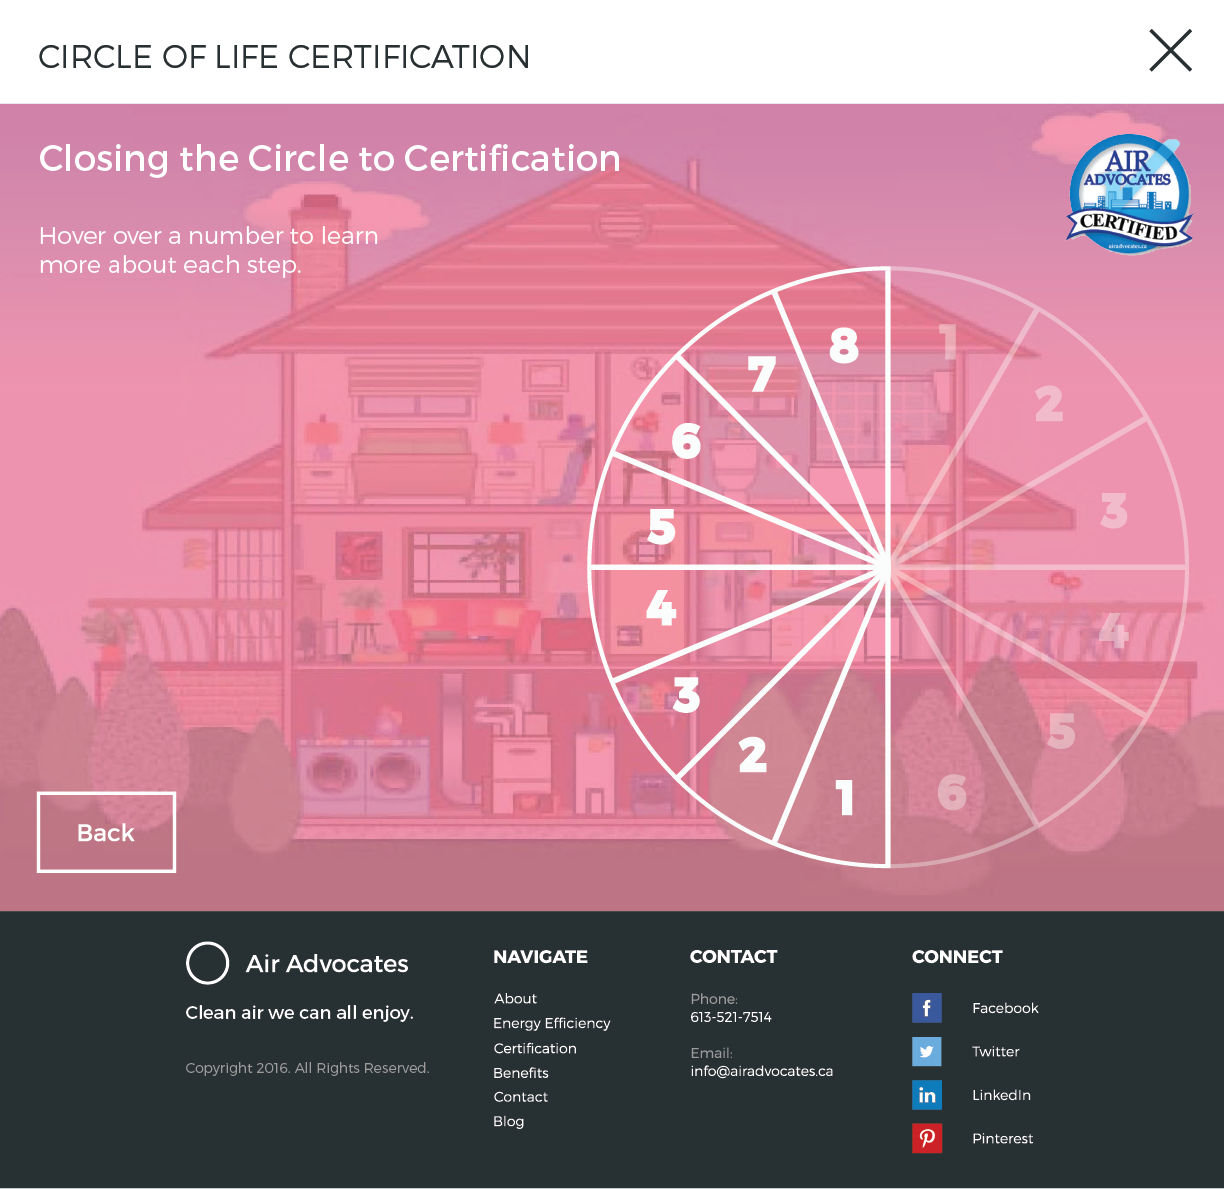 CIRCLE OF LIFE CERTIFICATION
Closing the Circle to Certification
AIR
ADVOCATES
CERTIFIED
airadvocates.ca
Hover over a number to learn
more about each step.
8
1
7
2
6
3
5
4
4
3
5
2
6
1
Back
Air Advocates
Clean air we can all enjoy.
Copyright 2016. All Rights Reserved.
NAVIGATE
About
Energy Efficiency
Certification
Benefits
Contact
Blog
CONTACT
Phone:
613-521-7514
Email:
info@airadvocates.ca
CONNECT
Facebook
Twitter
LinkedIn
Pinterest